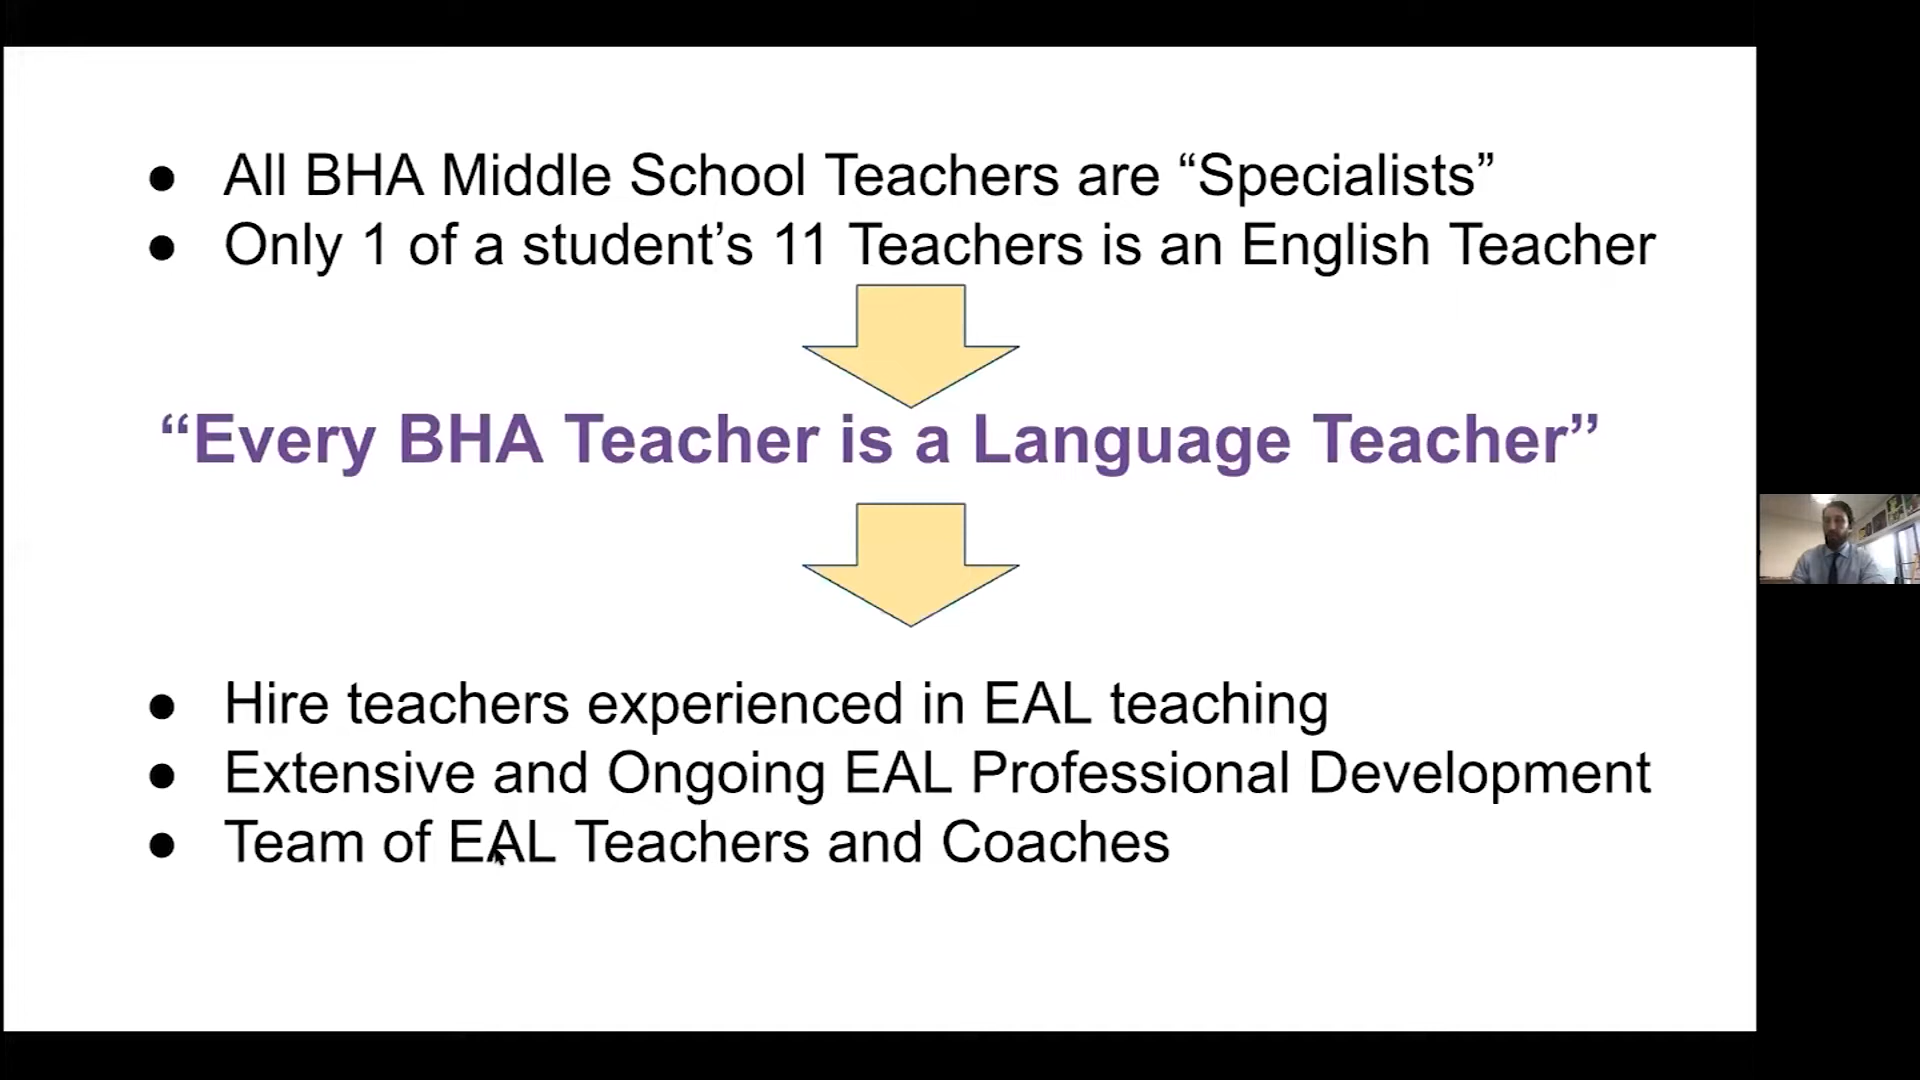 ● All BHA Middle School Teachers are “Specialists”
● Only 1 of a student’s 11 Teachers is an English Teacher
“Every BHA Teacher is a Language Teacher”
● Hire teachers experienced in EAL teaching
● Extensive and Ongoing EAL Professional Development
● Team of EAL Teachers and Coaches